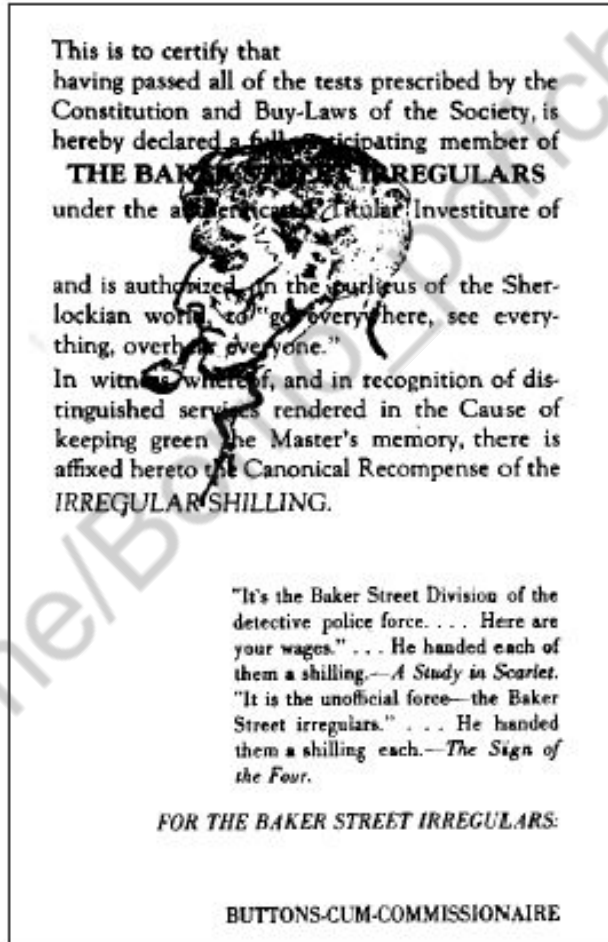 This is to certify that
having passed all of the tests prescribed by the
Constitution and Buy-Laws of the Society, is
hereby declared a full participating member of
THE BAKER STREET IRREGULARS
under the authenticated Titular Investiture of
and is authorized, in the purlieus of the Sher-
lockian world, to "go everywhere, see every-
thing, overhear everyone."
In witness whereof, and in recognition of dis-
tinguished services rendered in the Cause of
keeping green the Master's memory, there is
affixed hereto the Canonical Recompense of the
IRREGULAR SHILLING.
"It's the Baker Street Division of the
detective police force. . . . Here are
your wages." . . . He handed each of
them a shilling.—A Study in Scarlet.
"It is the unofficial force—the Baker
Street irregulars." . . . He handed
them a shilling each.—The Sign of
the Four.
FOR THE BAKER STREET IRREGULARS:
BUTTONS-CUM-COMMISSIONAIRE